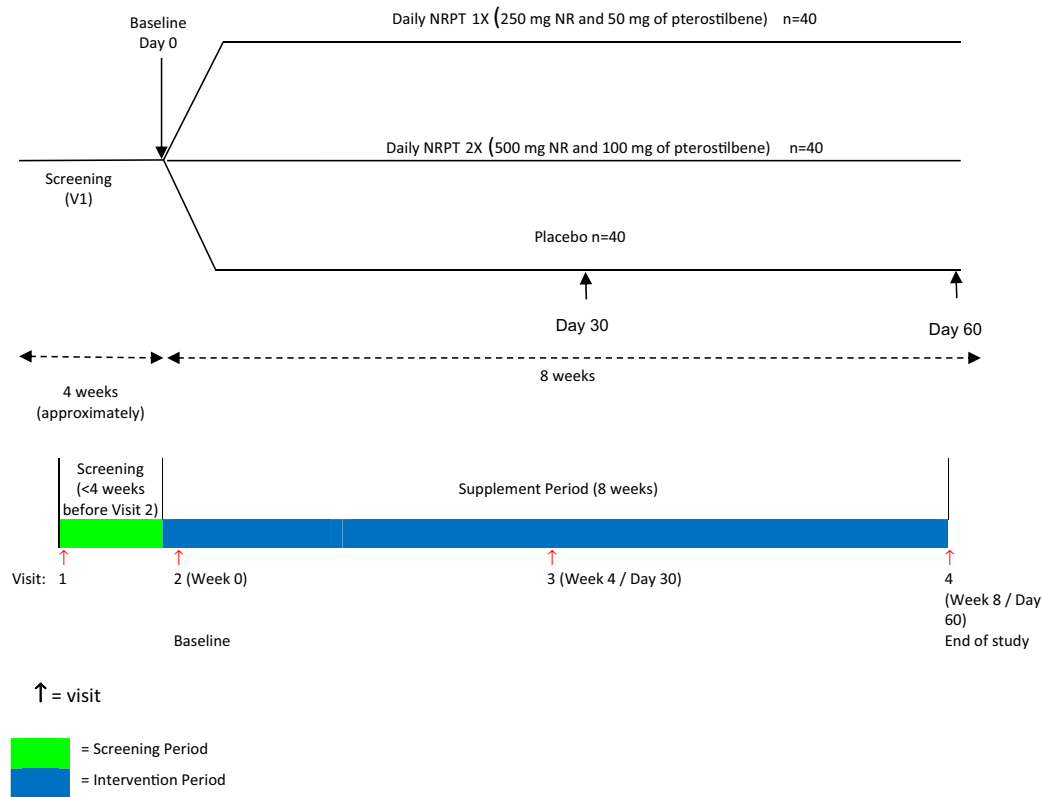 Daily NRPT 1X (250 mg NR and 50 mg of pterostilbene) n=40
Baseline
Day 0
Daily NRPT 2X (500 mg NR and 100 mg of pterostilbene) n=40
Screening
(V1)
Placebo n=40
Day 30
Day 60
8 weeks
4 weeks
(approximately)
Screening
(<4 weeks
before Visit 2)
Supplement Period (8 weeks)
Visit: 1
2 (Week 0)
3 (Week 4 / Day 30)
4
(Week 8 / Day
60)
Baseline
End of study
↑ = visit
= Screening Period
= Intervention Period